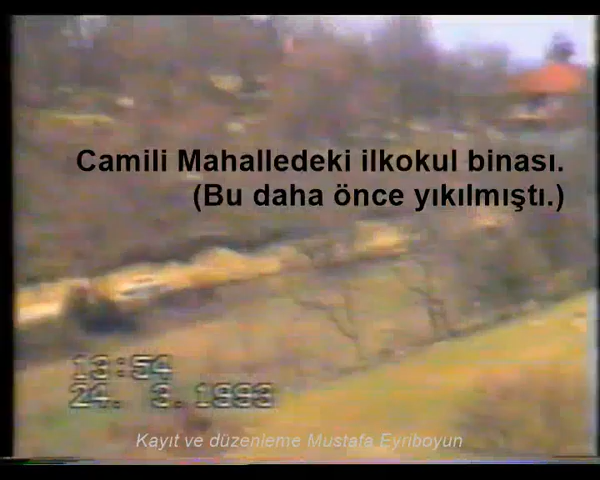 Camili Mahalledeki ilkokul binası.
(Bu daha önce yıkılmıştı.)
13:54
24. 3.1993
Kayıt ve düzenleme Mustafa Eyriboyun